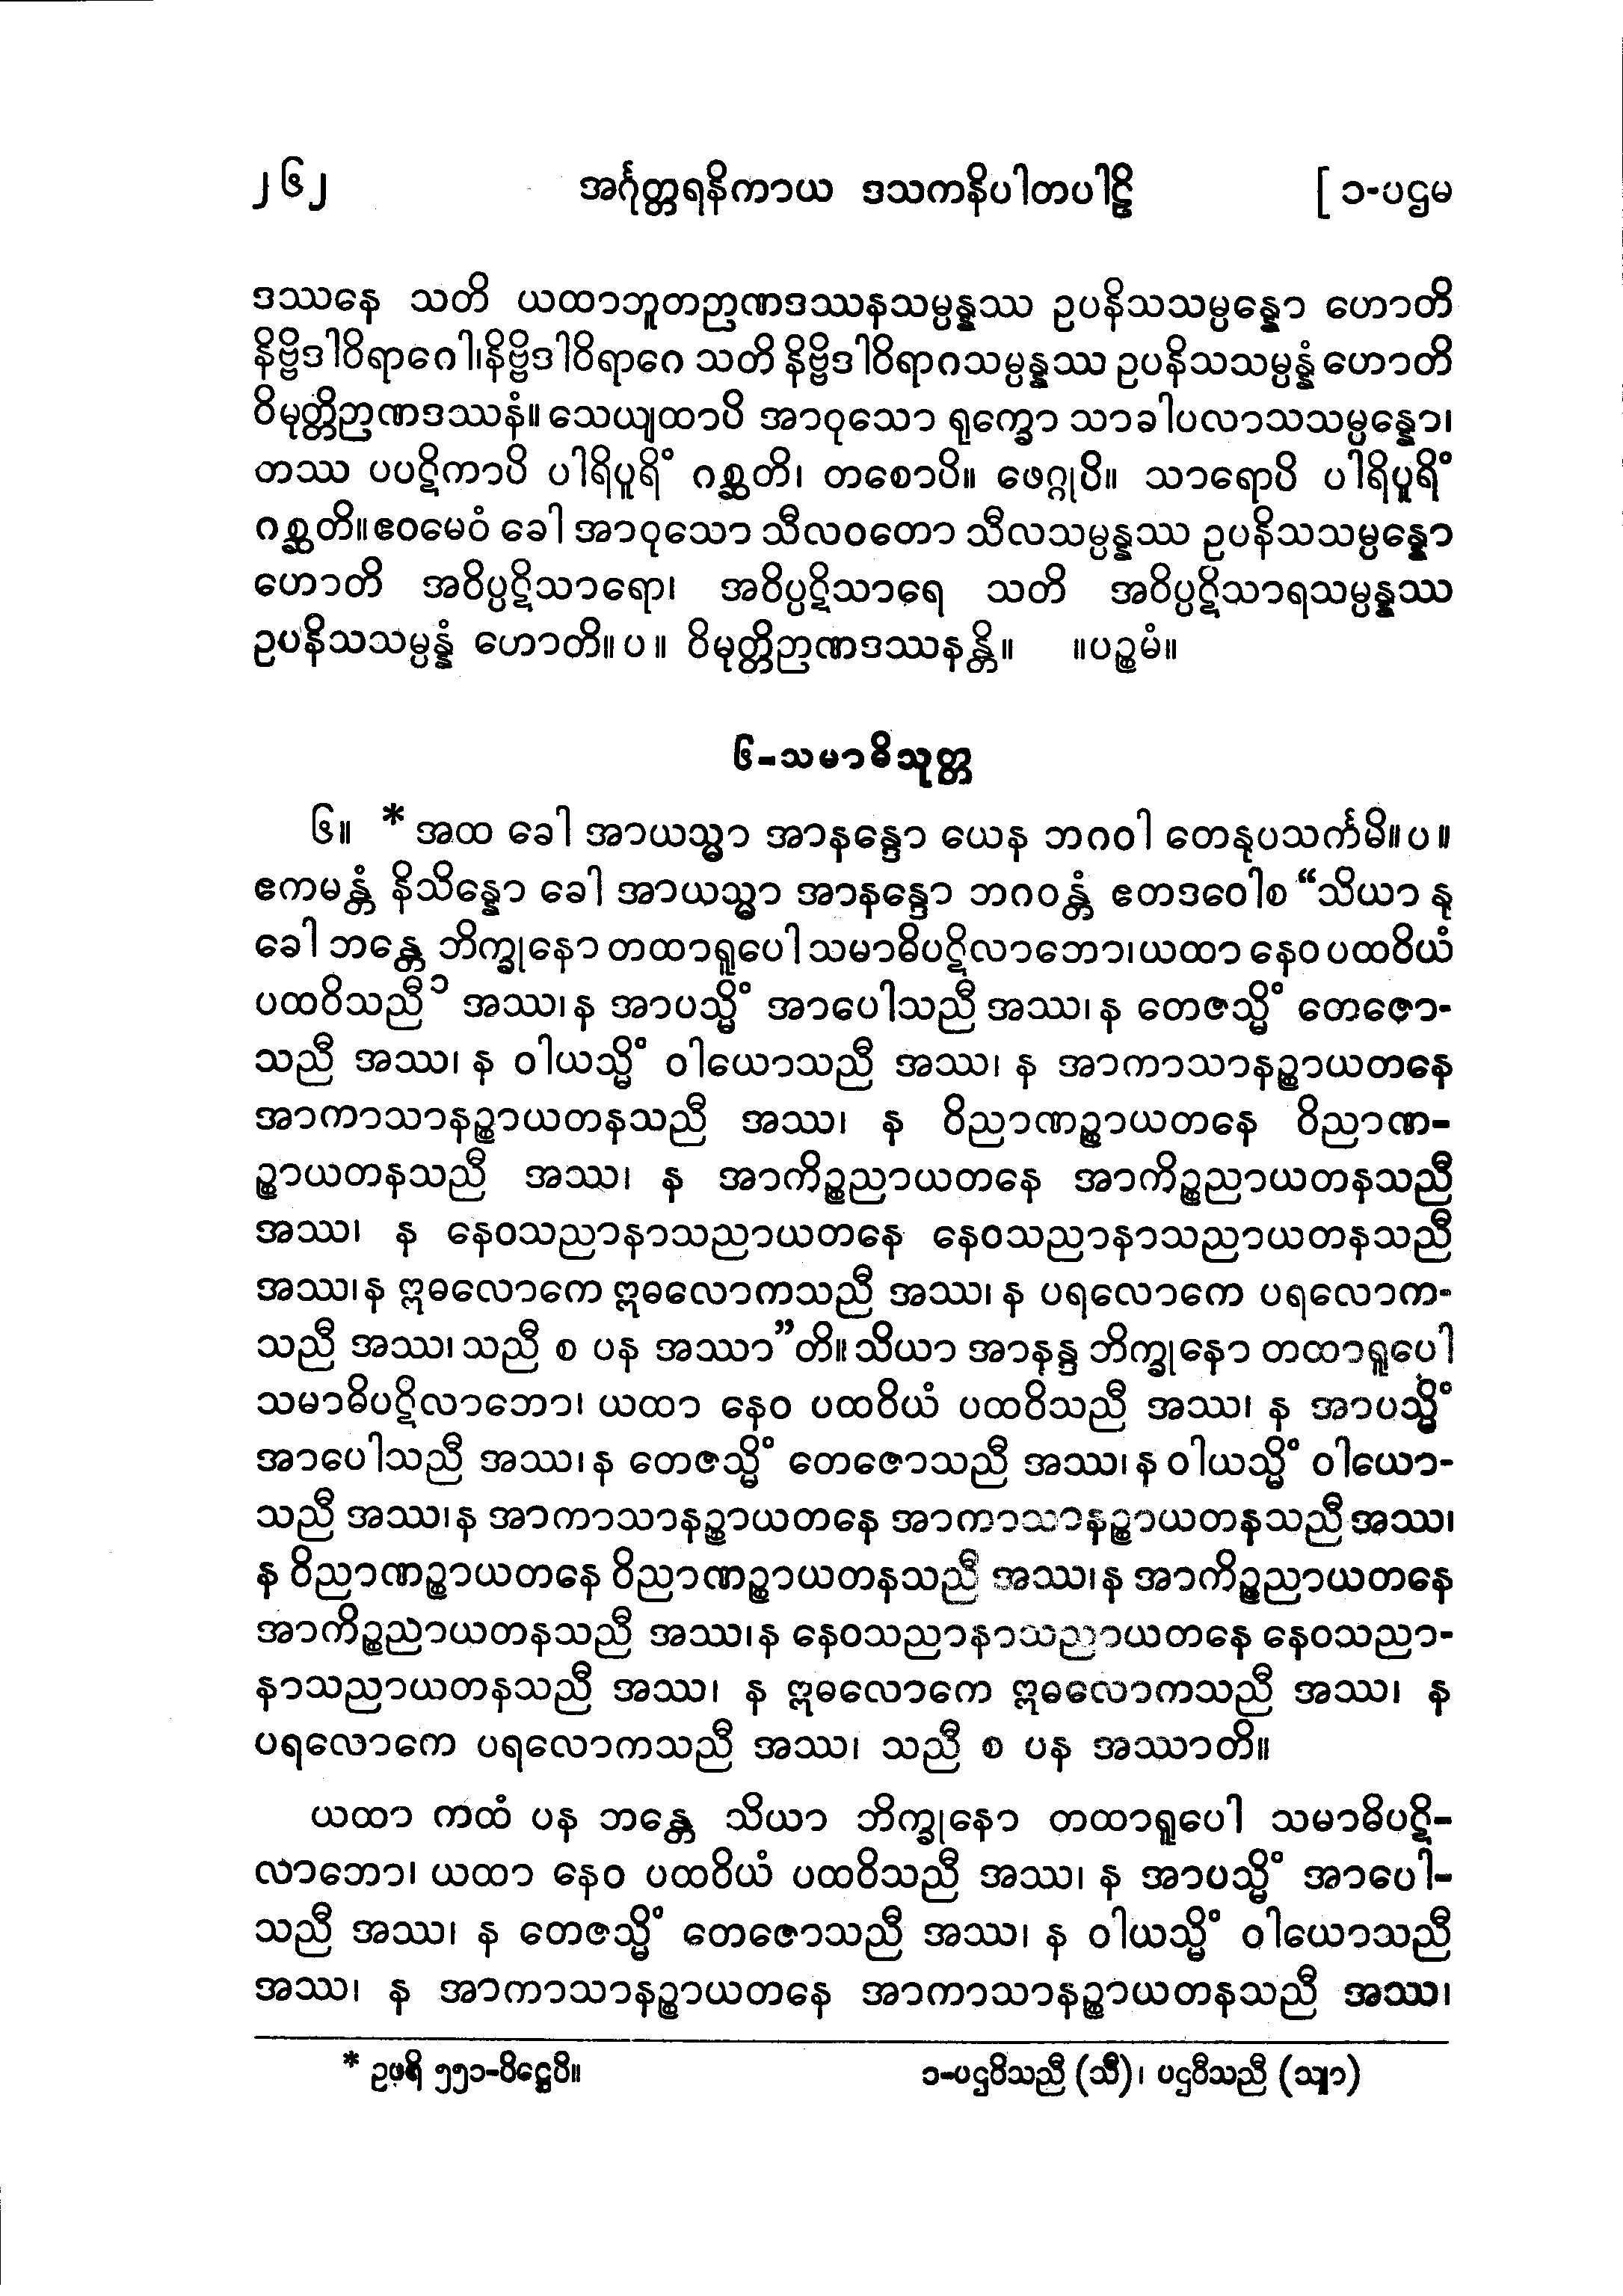 ၂၆၂ အင်္ဂုတ္တရနိကာယ ဒသကနိပါတပါဠိ [ ၁-ပဌမ
ဒဿနေ သတိ ယထာဘူတဉာဏဒဿနသမ္ပန္နဿ ဥပနိသသမ္ပန္နော ဟောတိ
နိဗ္ဗိဒါဝိရာဂေါ၊နိဗ္ဗိဒါဝိရာဂေ သတိ နိဗ္ဗိဒါဝိရာဂသမ္ပန္နဿ ဥပနိသသမ္ပန္နံ ဟောတိ
ဝိမုတ္တိဉာဏဒဿနံ။ သေယျထာပိ အာဝုသော ရုက္ခော သာခါပလာသသမ္ပန္နော၊
တဿ ပပဋိကာပိ ပါရိပူရိံ ဂစ္ဆတိ၊ တစောပိ။ ဖေဂ္ဂုပိ။ သာရောပိ ပါရိပူရိံ
ဂစ္ဆတိ။ဧဝမေဝံ ခေါ အာဝုသော သီလဝတော သီလသမ္ပန္နဿ ဥပနိသသမ္ပန္နော
ဟောတိ အဝိပ္ပဋိသာရော၊ အဝိပ္ပဋိသာရေ သတိ အဝိပ္ပဋိသာရသမ္ပန္နဿ
ဥပနိသသမ္ပန္နံ ဟောတိ။ ပ။ ဝိမုတ္တိဉာဏဒဿနန္တိ။ ။ပဉ္စမံ။
၆-သမာဓိသုတ္တ
၆။ * အထ ခေါ အာယသ္မာ အာနန္ဒော ယေန ဘဂဝါ တေနုပသင်္ကမိ။ ပ။
ဧကမန္တံ နိသိန္နော ခေါ အာယသ္မာ အာနန္ဒော ဘဂဝန္တံ ဧတဒဝေါစ “သိယာ နု
ခေါ ဘန္တေ ဘိက္ခုနော တထာရူပေါ သမာဓိပဋိလာဘော၊ယထာ နေဝ ပထဝိယံ
ပထဝိသညီ၁ အဿ၊ န အာပသ္မိံ အာပေါသညီ အဿ၊ န တေဇသ္မိံ တေဇော-
သညီ အဿ၊ န ဝါယသ္မိံ ဝါယောသညီ အဿ၊ န အာကာသာနဉ္စာယတနေ
အာကာသာနဉ္စာယတနသညီ အဿ၊ န ဝိညာဏဉ္စာယတနေ ဝိညာဏ-
ဉ္စာယတနသညီ အဿ၊ န အာကိဉ္စညာယတနေ အာကိဉ္စညာယတနသညီ
အဿ၊ န နေဝသညာနာသညာယတနေ နေဝသညာနာသညာယတနသညီ
အဿ၊န ဣဓလောကေ ဣဓလောကသညီ အဿ၊ န ပရလောကေ ပရလောက-
သညီ အဿ၊ သညီ စ ပန အဿာ”တိ။ သိယာ အာနန္ဒ ဘိက္ခုနော တထာရူပေါ
သမာဓိပဋိလာဘော၊ ယထာ နေဝ ပထဝိယံ ပထဝိသညီ အဿ၊ န အာပသ္မိံ
အာပေါသညီ အဿ၊န တေဇသ္မိံ တေဇောသညီ အဿ၊န ဝါယသ္မိံ ဝါယော-
သညီ အဿ၊န အာကာသာနဉ္စာယတနေ အာကာသာနဉ္စာယတနသညီ အဿ၊
န ဝိညာဏဉ္စာယတနေ ဝိညာဏဉ္စာယတနသညီ အဿ၊န အာကိဉ္စညာယတနေ
အာကိဉ္စညာယတနသညီ အဿ၊န နေဝသညာနာသညာယတနေ နေဝသညာ-
နာသညာယတနသညီ အဿ၊ န ဣဓလောကေ ဣဓလောကသညီ အဿ၊ န
ပရလောကေ ပရလောကသညီ အဿ၊ သညီ စ ပန အဿာတိ။
ယထာ ကထံ ပန ဘန္တေ သိယာ ဘိက္ခုနော တထာရူပေါ သမာဓိပဋိ-
လာဘော၊ ယထာ နေဝ ပထဝိယံ ပထဝိသညီ အဿ၊ န အာပသ္မိံ အာပေါ-
သညီ အဿ၊ န တေဇသ္မိံ တေဇောသညီ အဿ၊ န ဝါယသ္မိံ ဝါယောသညီ
အဿ၊ န အာကာသာနဉ္စာယတနေ အာကာသာနဉ္စာယတနသညီ အဿ၊
* ဥပရိ ၅၅၁-ပိဋ္ဌေပိ။ ၁-ပဌဝိသညီ (သီ)၊ ပဌဝီသညီ (သျာ)